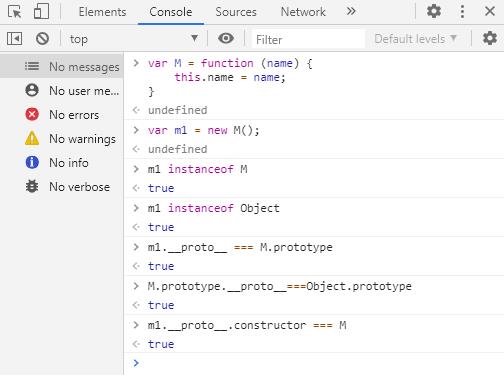 Elements Console Sources Network »
top Filter Default levels
No messages
No user me...
No errors
No warnings
No info
No verbose
> var M = function (name) {
this.name = name;
}
undefined
> var m1 = new M();
undefined
> m1 instanceof M
true
> m1 instanceof Object
true
> m1.__proto__ === M.prototype
true
> M.prototype.__proto__===Object.prototype
true
> m1.__proto__.constructor === M
true
>